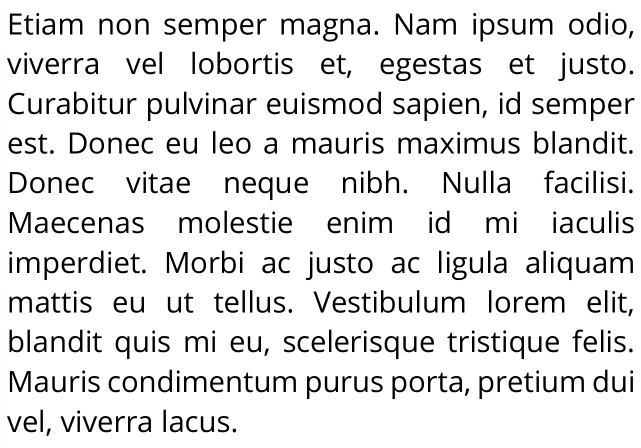 Etiam non semper magna. Nam ipsum odio,
viverra vel lobortis et, egestas et justo.
Curabitur pulvinar euismod sapien, id semper
est. Donec eu leo a mauris maximus blandit.
Donec vitae neque nibh. Nulla facilisi.
Maecenas molestie enim id mi iaculis
imperdiet. Morbi ac justo ac ligula aliquam
mattis eu ut tellus. Vestibulum lorem elit,
blandit quis mi eu, scelerisque tristique felis.
Mauris condimentum purus porta, pretium dui
vel, viverra lacus.